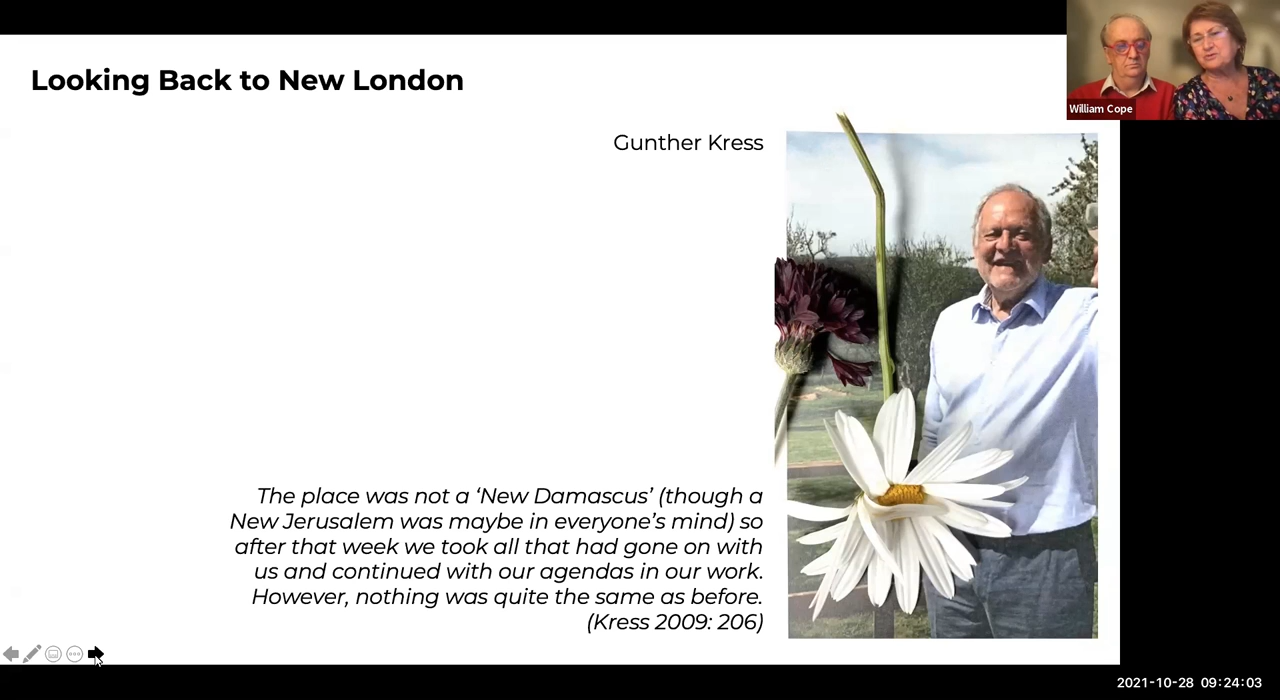 Looking Back to New London
William Cope
Gunther Kress
The place was not a ‘New Damascus’ (though a
New Jerusalem was maybe in everyone’s mind) so
after that week we took all that had gone on with
us and continued with our agendas in our work.
However, nothing was quite the same as before.
(Kress 2009: 206)
2021-10-28 09:24:03